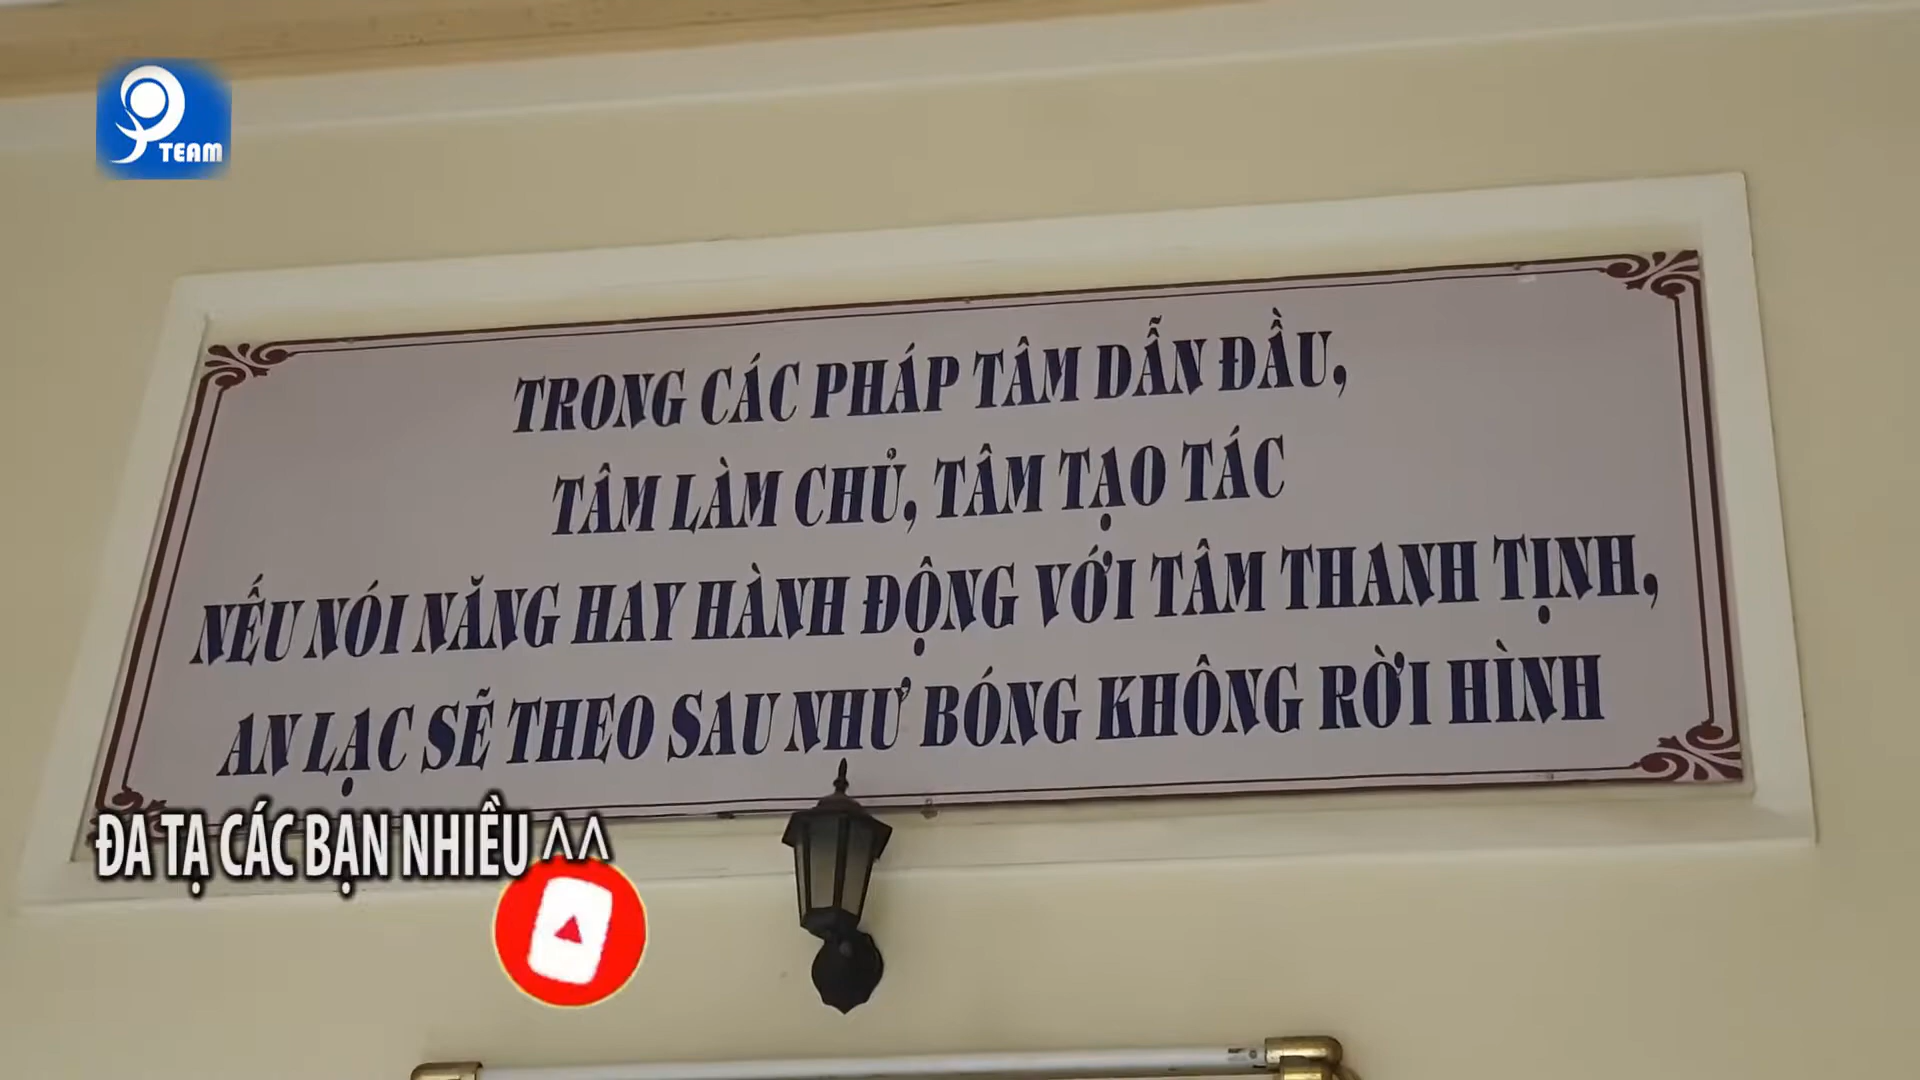 TEAM
TRONG CÁC PHÁP TÂM DẪN ĐẦU,
TÂM LÀM CHỦ, TÂM TẠO TÁC
NẾU NÓI NĂNG HAY HÀNH ĐỘNG VỚI TÂM THANH TỊNH,
AN LẠC SẼ THEO SAU NHƯ BÓNG KHÔNG RỜI HÌNH
ĐA TẠ CÁC BẠN NHIỀU ^^